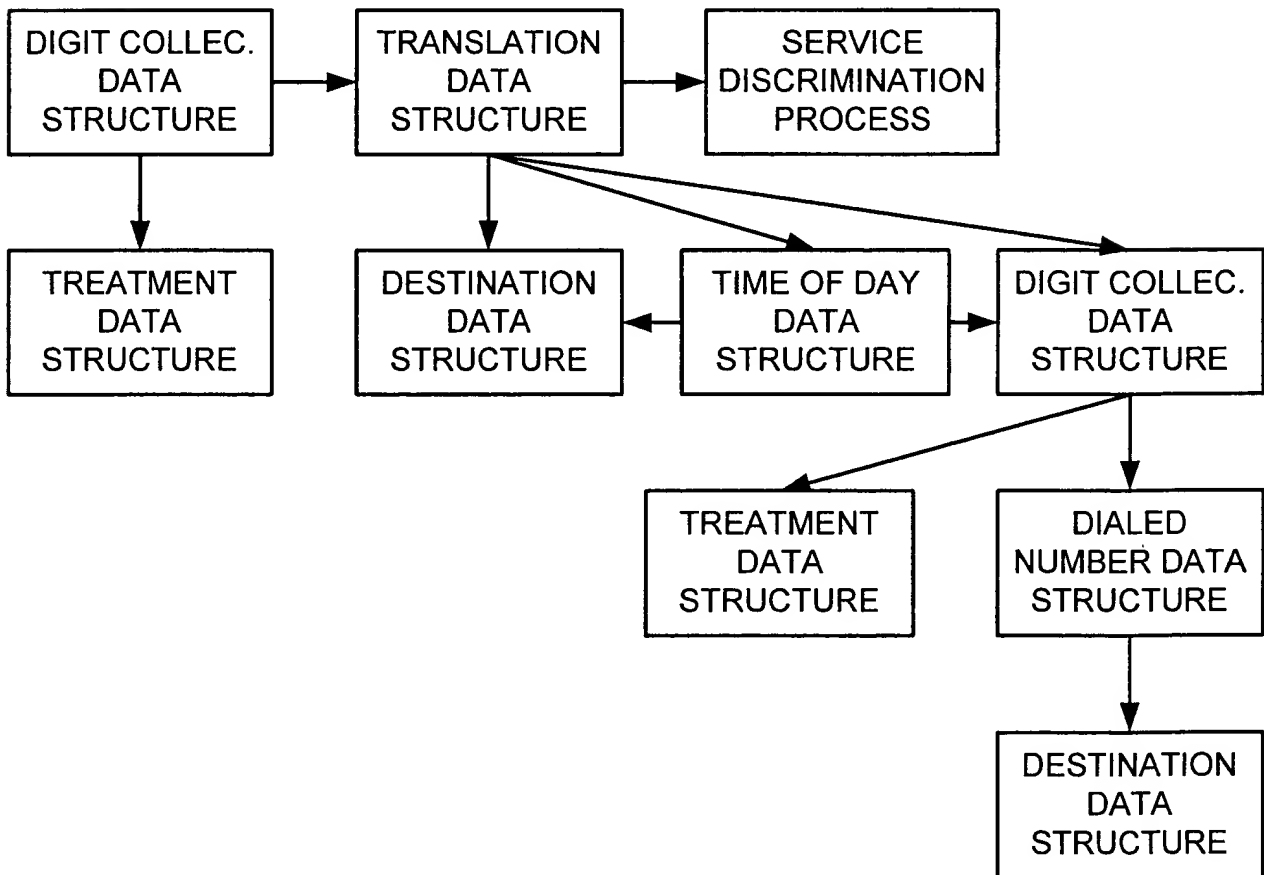 DIGIT COLLEC.
DATA
STRUCTURE
TRANSLATION
DATA
STRUCTURE
SERVICE
DISCRIMINATION
PROCESS
TREATMENT
DATA
STRUCTURE
DESTINATION
DATA
STRUCTURE
TIME OF DAY
DATA
STRUCTURE
DIGIT COLLEC.
DATA
STRUCTURE
TREATMENT
DATA
STRUCTURE
DIALED
NUMBER DATA
STRUCTURE
DESTINATION
DATA
STRUCTURE